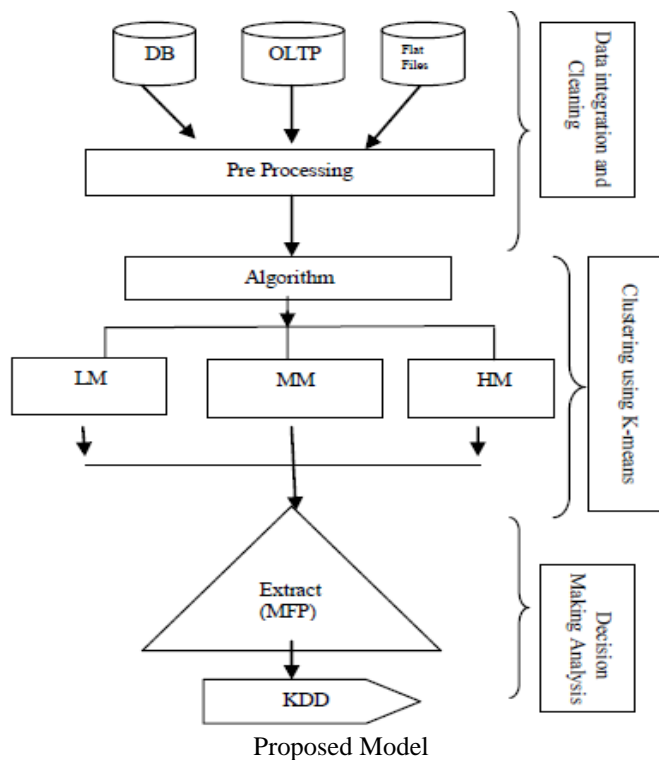 DB
OLTP
Flat
Files
Pre Processing
Data integration and
Cleaning
Algorithm
LM
MM
HM
Clustering using K-means
Extract
(MFP)
KDD
Decision
Making Analysis
Proposed Model